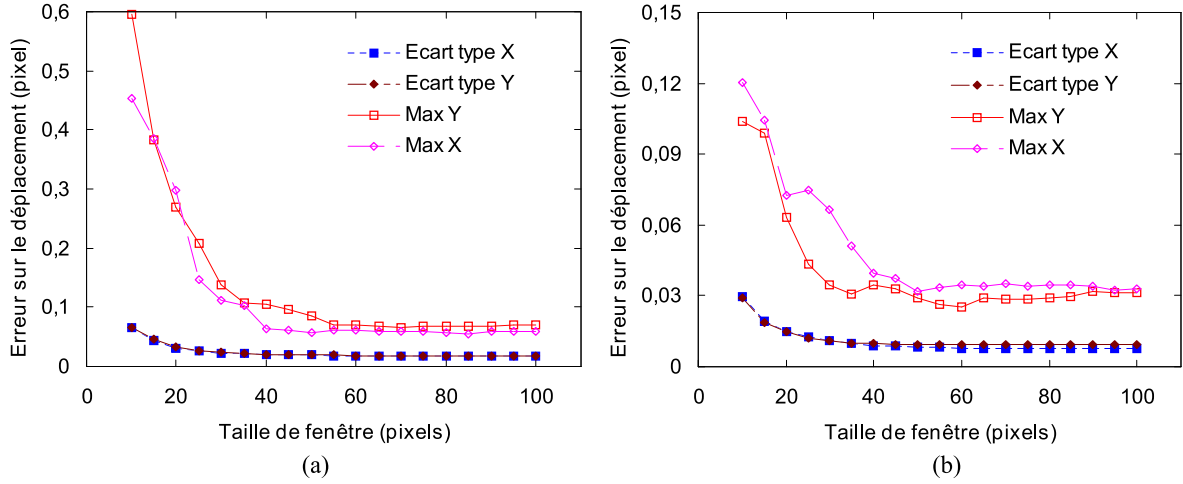 Erreur sur le déplacement (pixel)
0,6
0,5
0,4
0,3
0,2
0,1
0
Ecart type X
Ecart type Y
Max Y
Max X
0 20 40 60 80 100
Taille de fenêtre (pixels)
(a)
Erreur sur le déplacement (pixel)
0,15
0,12
0,09
0,06
0,03
0
Ecart type X
Ecart type Y
Max Y
Max X
0 20 40 60 80 100
Taille de fenêtre (pixels)
(b)